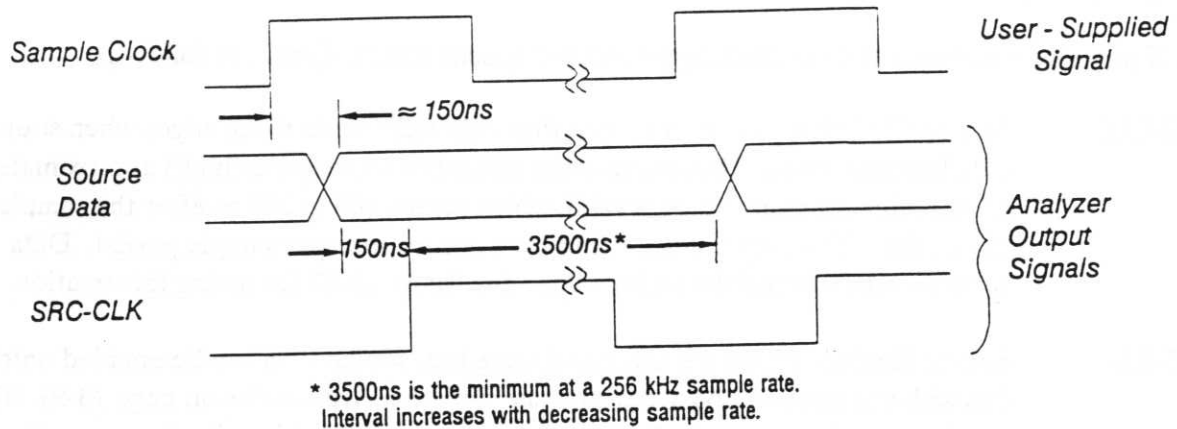 Sample Clock
User - Supplied
Signal
≈ 150ns
Source
Data
150ns
3500ns*
Analyzer
Output
Signals
SRC-CLK
* 3500ns is the minimum at a 256 kHz sample rate.
Interval increases with decreasing sample rate.